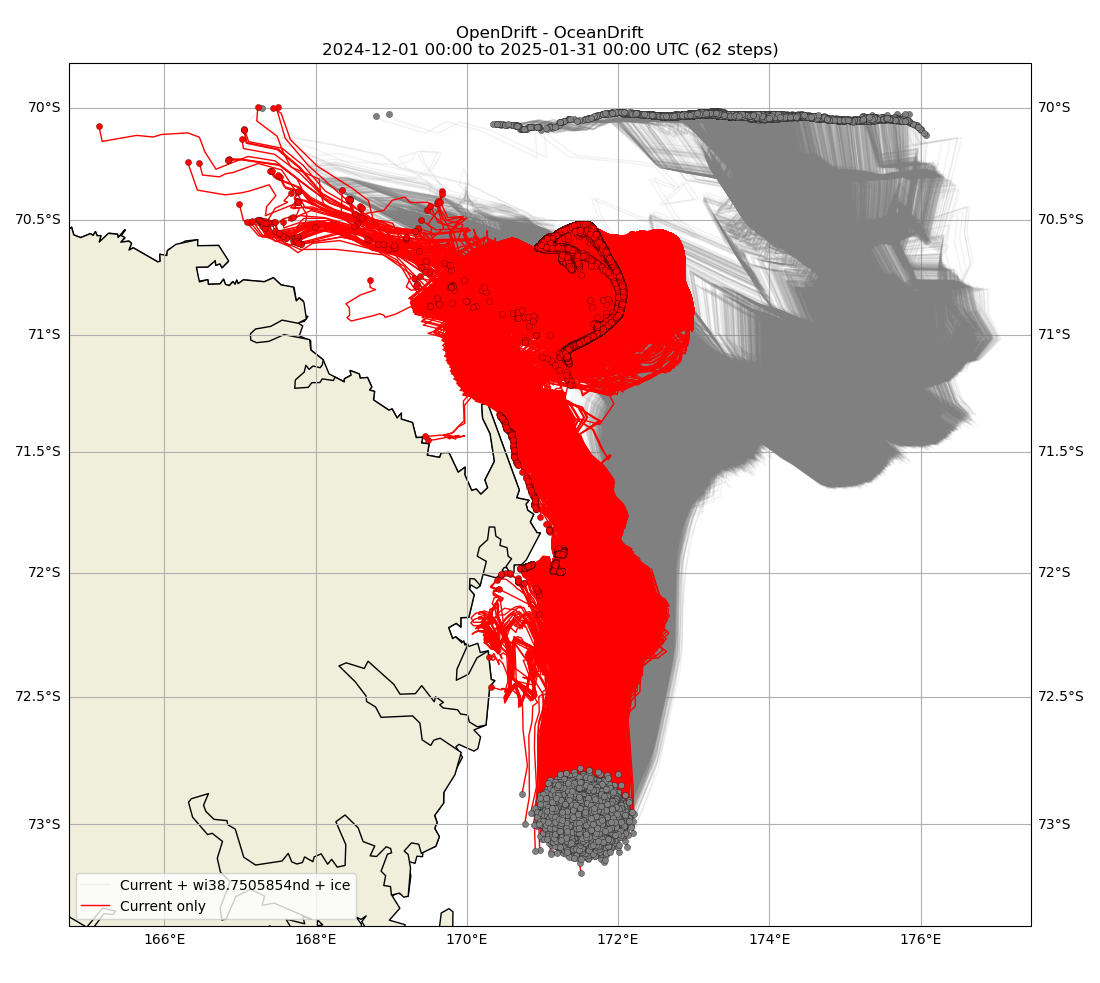 OpenDrift - OceanDrift
2024-12-01 00:00 to 2025-01-31 00:00 UTC (62 steps)
70°S 70°S
70.5°S 70.5°S
71°S 71°S
71.5°S 71.5°S
72°S 72°S
72.5°S 72.5°S
73°S 73°S
Current + wi38.7505854nd + ice
Current only
166°E 168°E 170°E 172°E 174°E 176°E